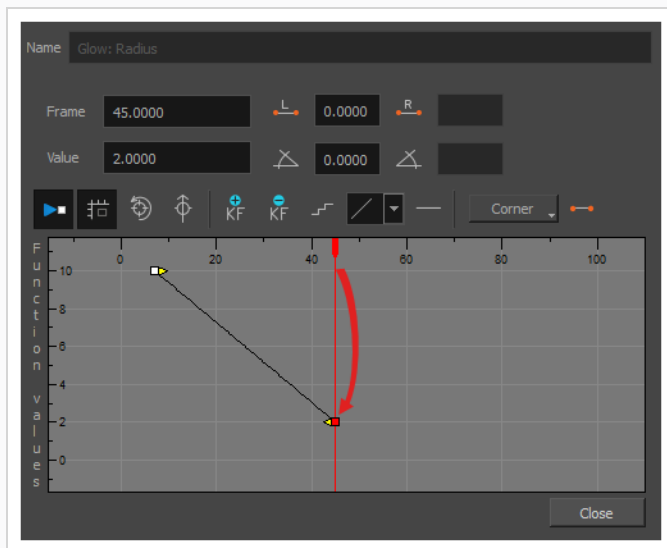 Name Glow: Radius
Frame 45.0000 L 0.0000 R
Value 2.0000 0.0000
KF KF Corner
Function values
0 20 40 60 80 100
10
8
6
4
2
0
Close